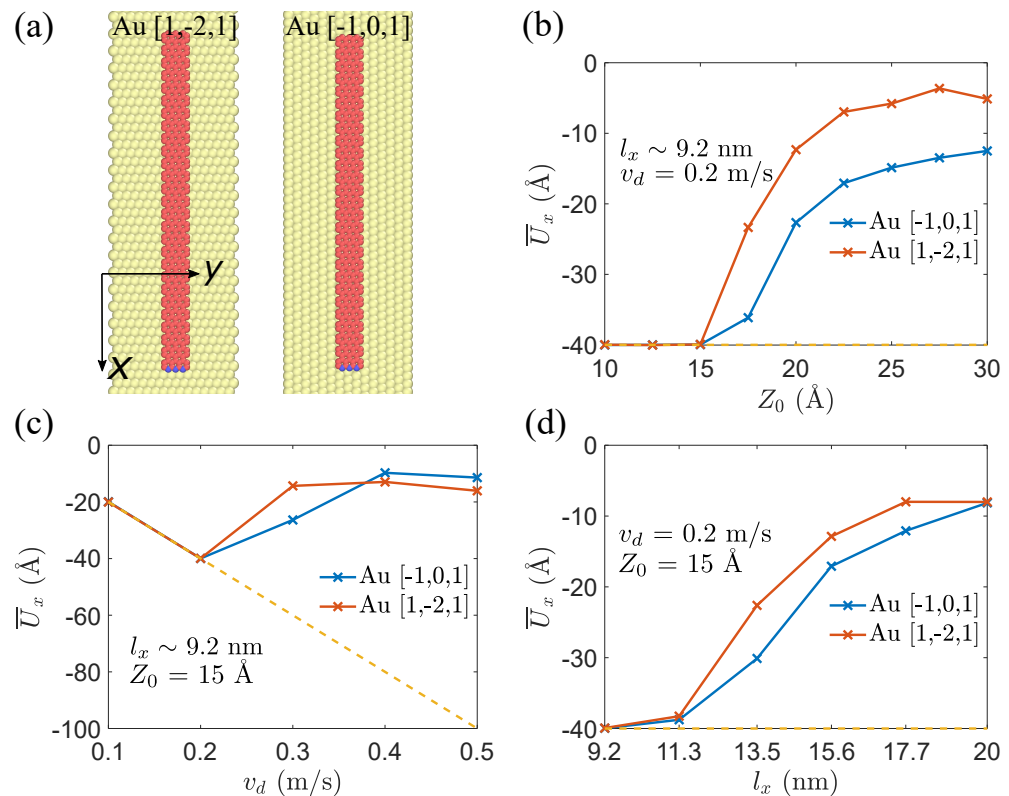 (a)
Au [1,-2,1]
Au [-1,0,1]
y
x
(b)
0
-10
-20
-30
-40
U̅_x (Å)
l_x ∼ 9.2 nm
v_d = 0.2 m/s
Au [-1,0,1]
Au [1,-2,1]
10
15
20
25
30
Z_0 (Å)
(c)
0
-20
-40
-60
-80
-100
U̅_x (Å)
Au [-1,0,1]
Au [1,-2,1]
l_x ∼ 9.2 nm
Z_0 = 15 Å
0.1
0.2
0.3
0.4
0.5
v_d (m/s)
(d)
0
-10
-20
-30
-40
U̅_x (Å)
v_d = 0.2 m/s
Z_0 = 15 Å
Au [-1,0,1]
Au [1,-2,1]
9.2
11.3
13.5
15.6
17.7
20
l_x (nm)